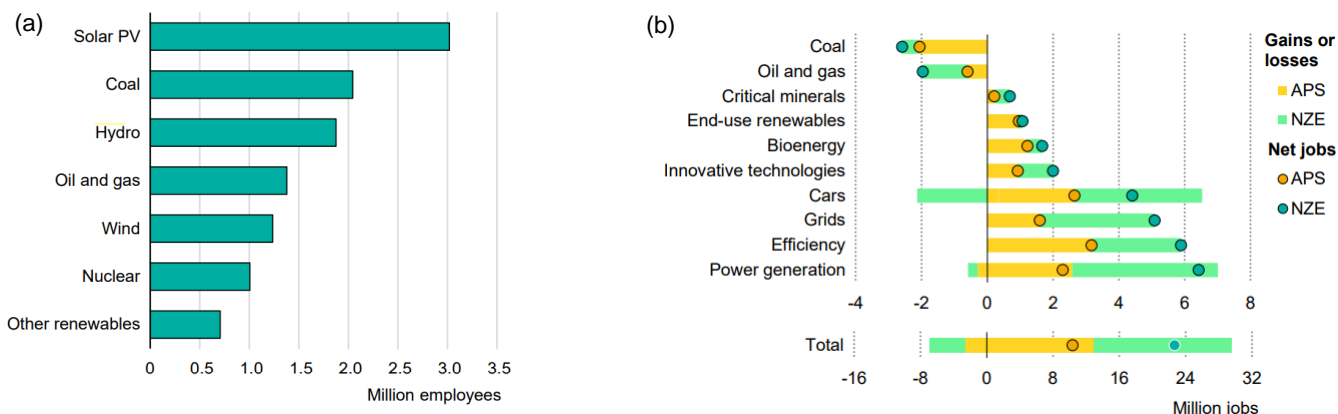 (a)
Solar PV
Coal
Hydro
Oil and gas
Wind
Nuclear
Other renewables
0 0.5 1.0 1.5 2.0 2.5 3.0 3.5
Million employees
(b)
Coal
Oil and gas
Critical minerals
End-use renewables
Bioenergy
Innovative technologies
Cars
Grids
Efficiency
Power generation
-4 -2 0 2 4 6 8
Total
-16 -8 0 8 16 24 32
Million jobs
Gains or
losses
APS
NZE
Net jobs
APS
NZE